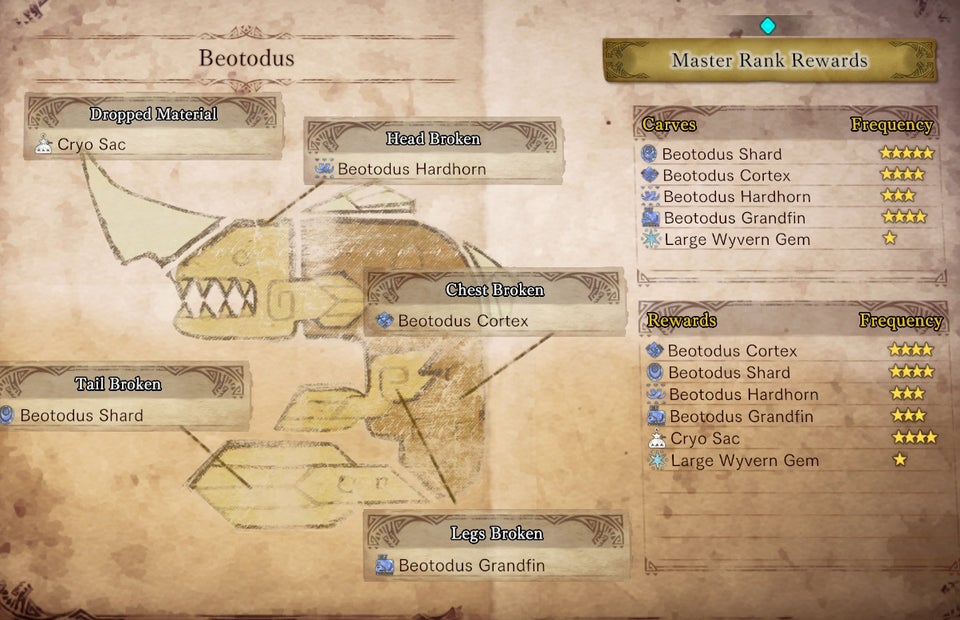 Beotodus
Master Rank Rewards
Dropped Material
Cryo Sac
Head Broken
Beotodus Hardhorn
Chest Broken
Beotodus Cortex
Tail Broken
Beotodus Shard
Legs Broken
Beotodus Grandfin
Carves Frequency
Beotodus Shard ★★★★★
Beotodus Cortex ★★★★
Beotodus Hardhorn ★★★
Beotodus Grandfin ★★★★
Large Wyvern Gem ★
Rewards Frequency
Beotodus Cortex ★★★★
Beotodus Shard ★★★★
Beotodus Hardhorn ★★★
Beotodus Grandfin ★★★
Cryo Sac ★★★★
Large Wyvern Gem ★